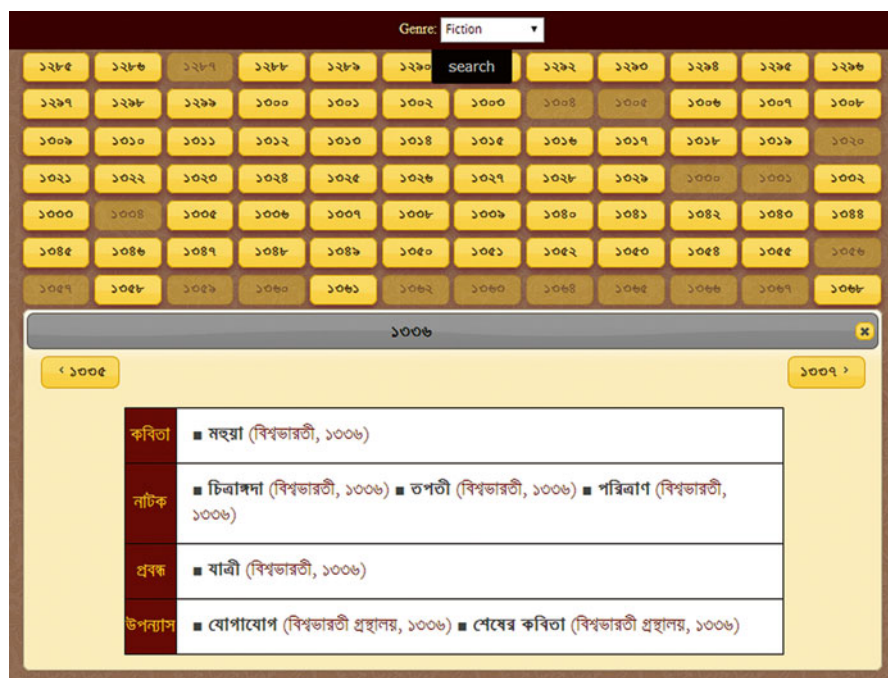 Genre: Fiction
১২৮৫ ১২৮৬ ১২৮৭ ১২৮৮ ১২৮৯ ১২৯০ search ১২৯২ ১২৯৩ ১২৯৪ ১২৯৫ ১২৯৬
১২৯৭ ১২৯৮ ১২৯৯ ১৩০০ ১৩০১ ১৩০২ ১৩০৩ ১৩০৪ ১৩০৫ ১৩০৬ ১৩০৭ ১৩০৮
১৩০৯ ১৩১০ ১৩১১ ১৩১২ ১৩১৩ ১৩১৪ ১৩১৫ ১৩১৬ ১৩১৭ ১৩১৮ ১৩১৯ ১৩২০
১৩২১ ১৩২২ ১৩২৩ ১৩২৪ ১৩২৫ ১৩২৬ ১৩২৭ ১৩২৮ ১৩২৯ ১৩৩০ ১৩৩১ ১৩৩২
১৩৩৩ ১৩৩৪ ১৩৩৫ ১৩৩৬ ১৩৩৭ ১৩৩৮ ১৩৩৯ ১৩৪০ ১৩৪১ ১৩৪২ ১৩৪৩ ১৩৪৪
১৩৪৫ ১৩৪৬ ১৩৪৭ ১৩৪৮ ১৩৪৯ ১৩৫০ ১৩৫১ ১৩৫২ ১৩৫৩ ১৩৫৪ ১৩৫৫ ১৩৫৬
১৩৫৭ ১৩৫৮ ১৩৫৯ ১৩৬০ ১৩৬১ ১৩৬২ ১৩৬৩ ১৩৬৪ ১৩৬৫ ১৩৬৬ ১৩৬৭ ১৩৬৮
১৩৩৬
‹ ১৩৩৫ ১৩৩৭ ›
কবিতা ■ মহুয়া (বিশ্বভারতী, ১৩৩৬)
নাটক ■ চিত্রাঙ্গদা (বিশ্বভারতী, ১৩৩৬) ■ তপতী (বিশ্বভারতী, ১৩৩৬) ■ পরিত্রাণ (বিশ্বভারতী,
১৩৩৬)
প্রবন্ধ ■ যাত্রী (বিশ্বভারতী, ১৩৩৬)
উপন্যাস ■ যোগাযোগ (বিশ্বভারতী গ্রন্থালয়, ১৩৩৬) ■ শেষের কবিতা (বিশ্বভারতী গ্রন্থালয়, ১৩৩৬)